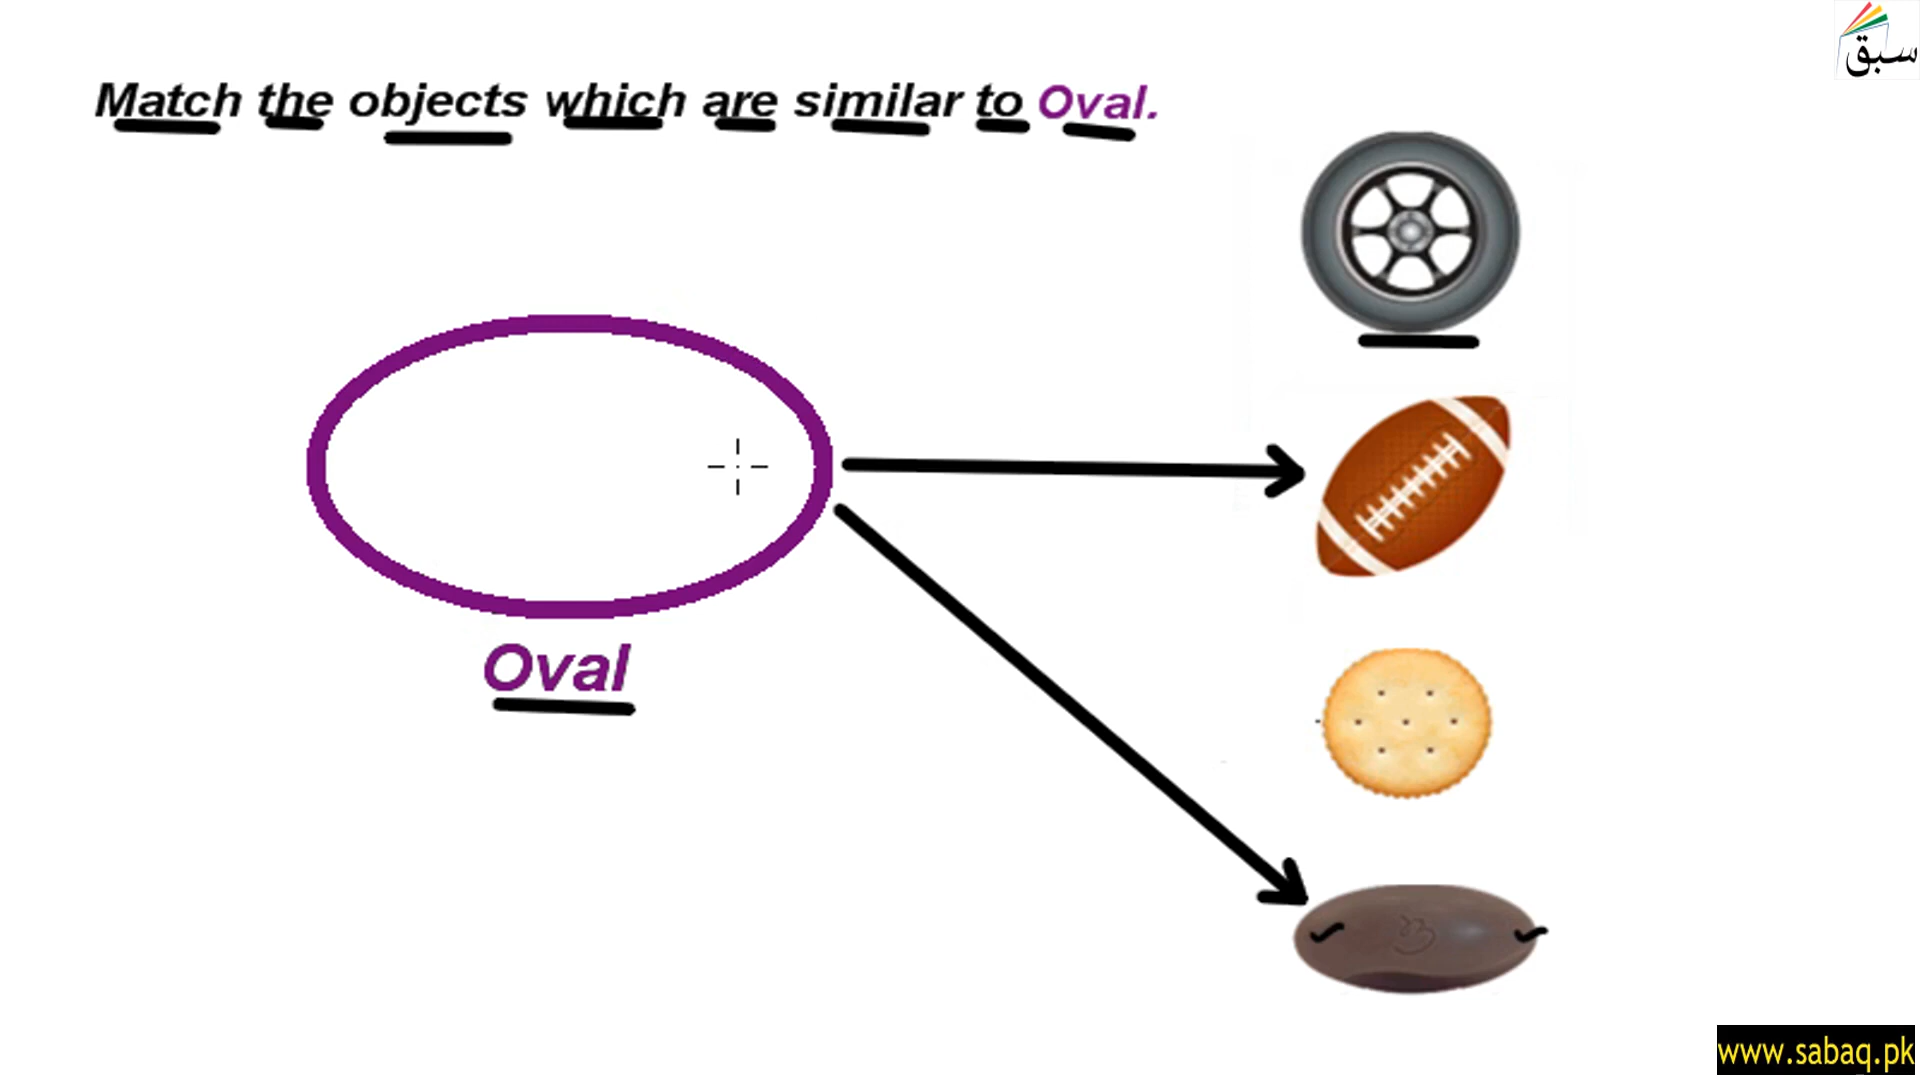 سبق
Match the objects which are similar to Oval.
Oval
www.sabaq.pk